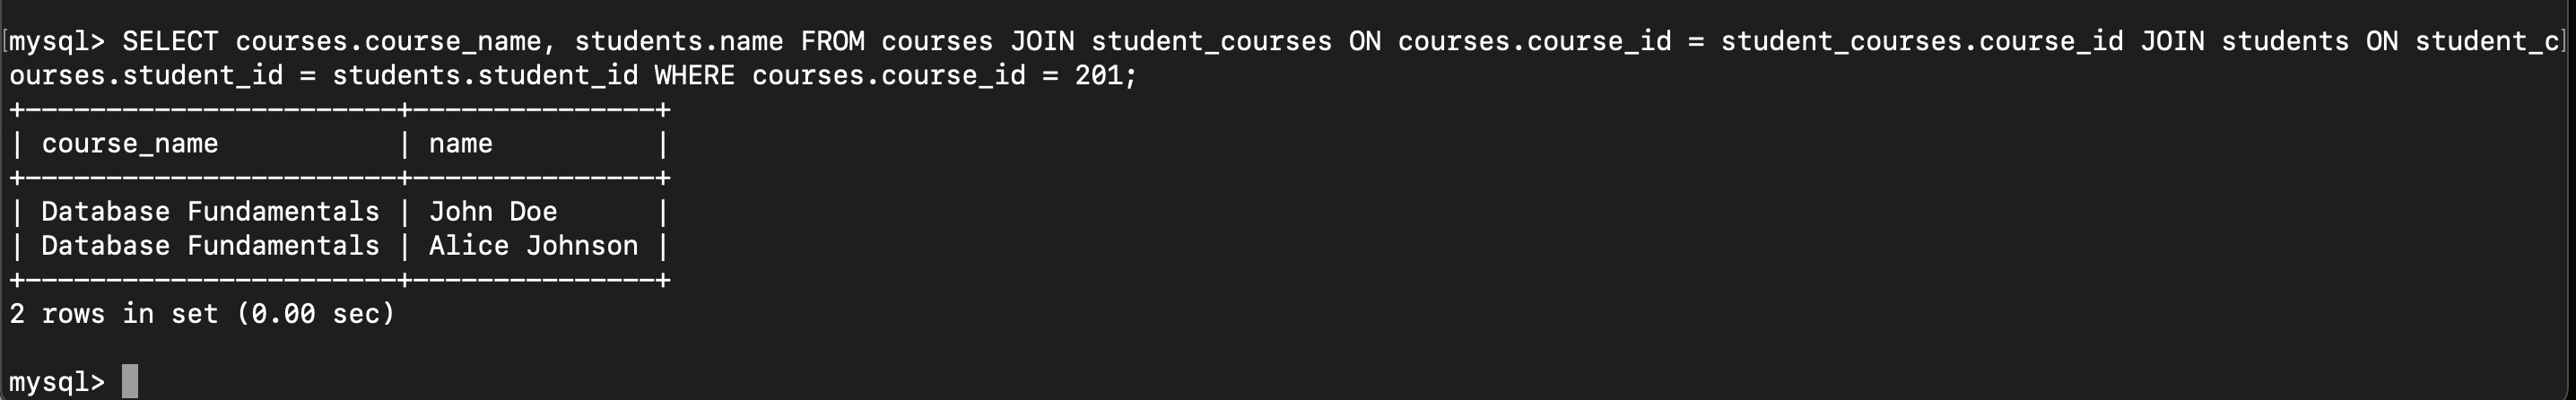 mysql> SELECT courses.course_name, students.name FROM courses JOIN student_courses ON courses.course_id = student_courses.course_id JOIN students ON student_c
ourses.student_id = students.student_id WHERE courses.course_id = 201;
+-----------------------+---------------+
| course_name           | name          |
+-----------------------+---------------+
| Database Fundamentals | John Doe      |
| Database Fundamentals | Alice Johnson |
+-----------------------+---------------+
2 rows in set (0.00 sec)
mysql>